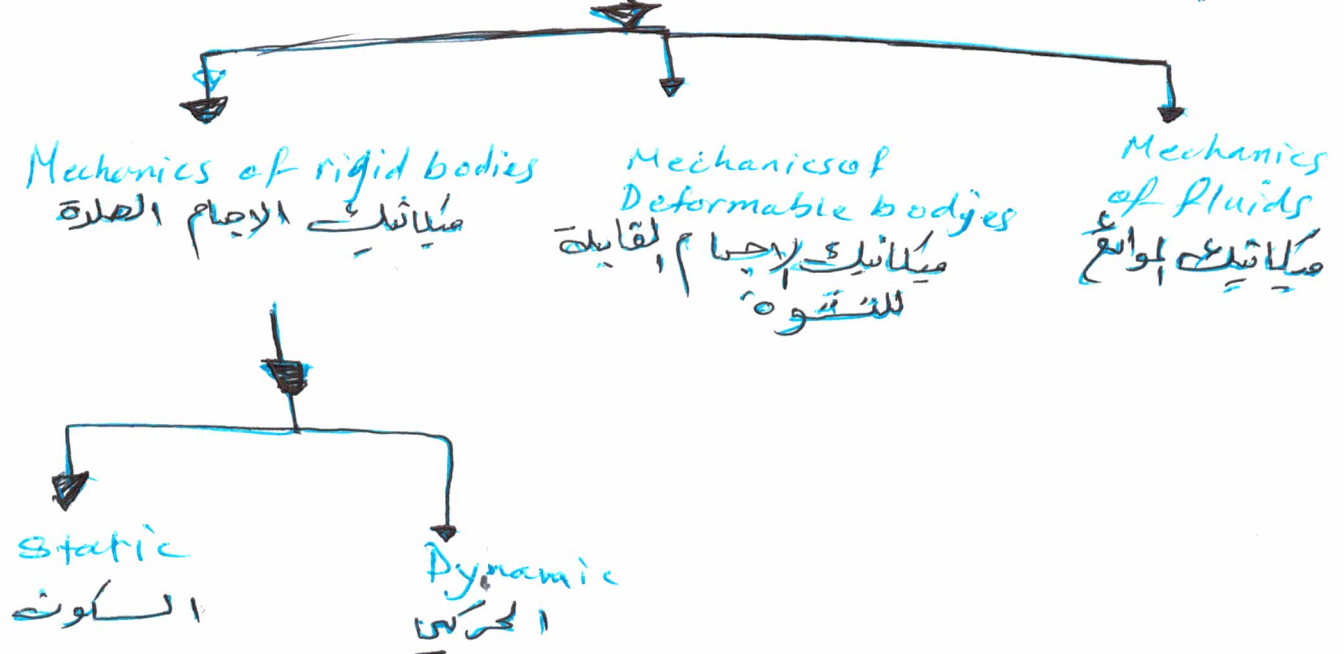 Mechanics of rigid bodies
ميكانيك الاجسام الصلدة
Mechanics of
Deformable bodjes
ميكانيك الاجسام القابلة
للتشوه
Mechanics
of fluids
ميكانيك الموائع
Static
السكون
Dynamic
الحركي